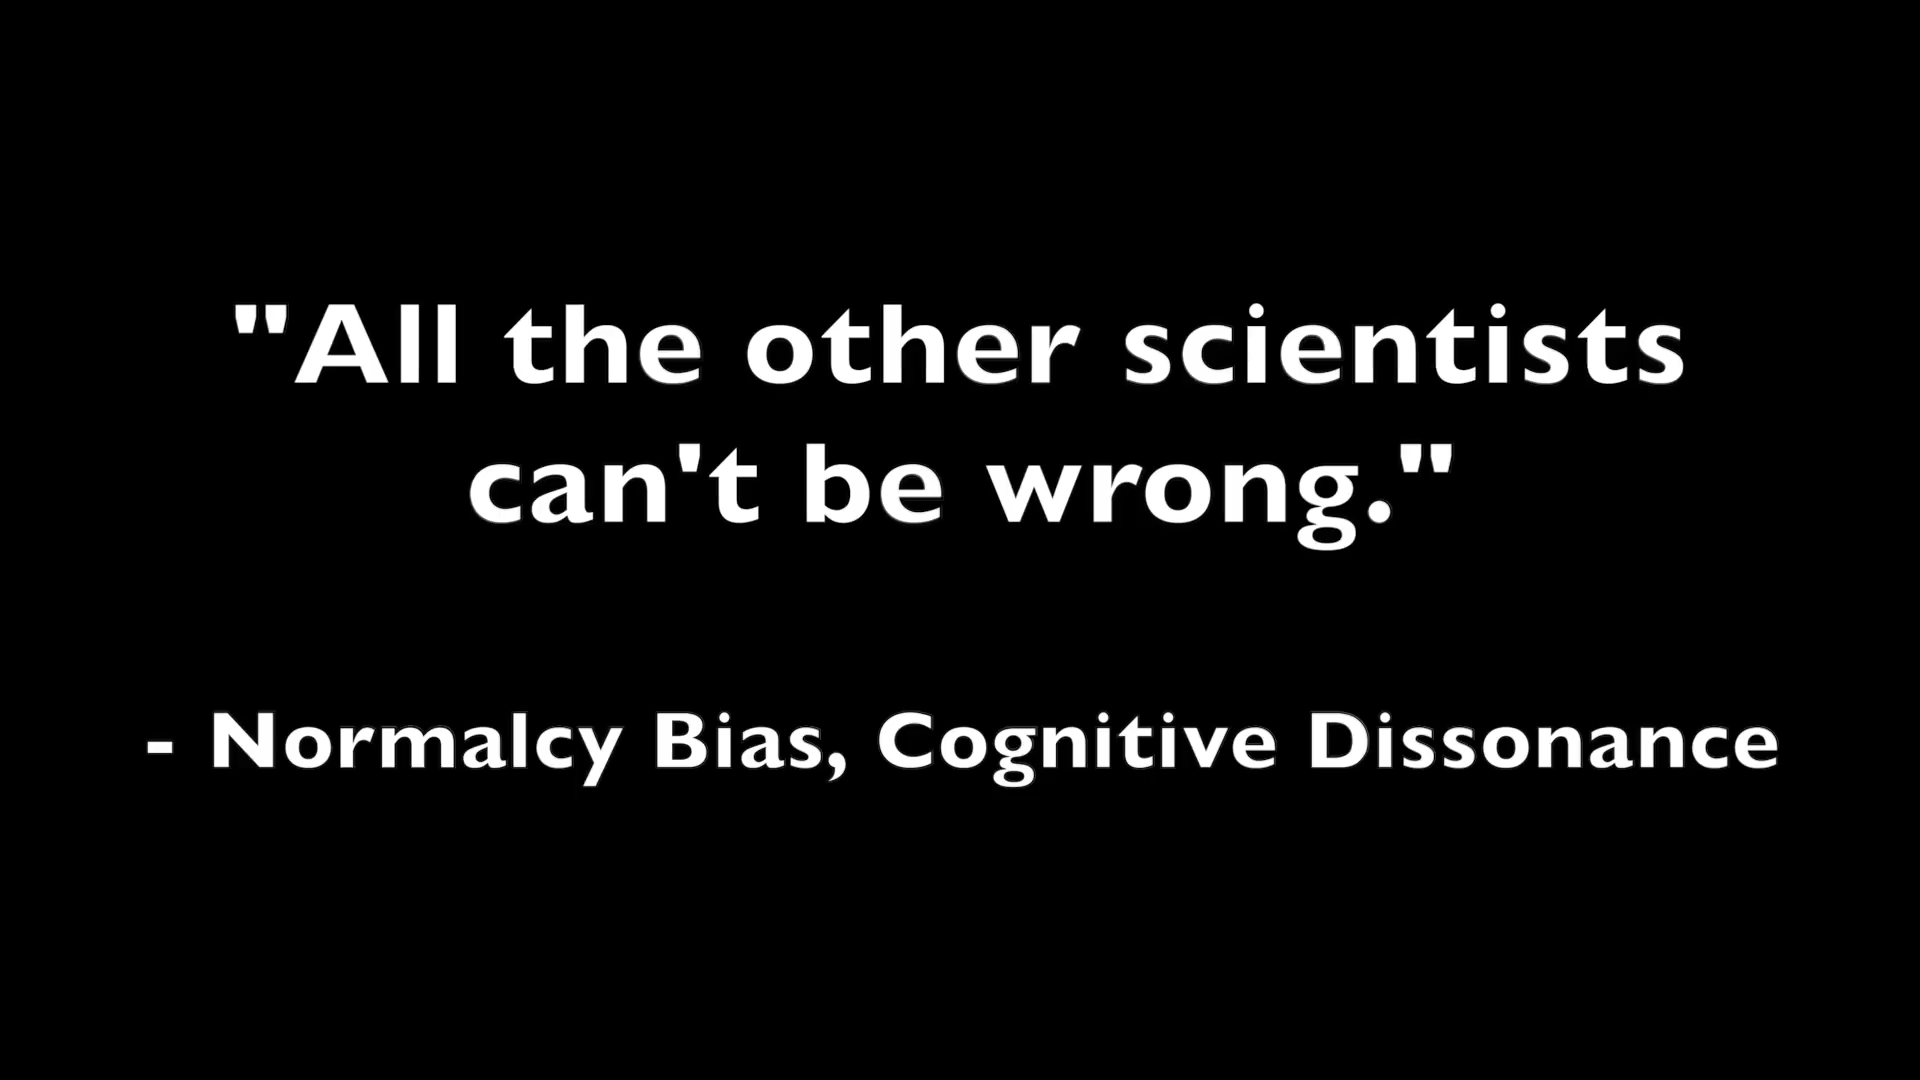 "All the other scientists
can't be wrong."
- Normalcy Bias, Cognitive Dissonance